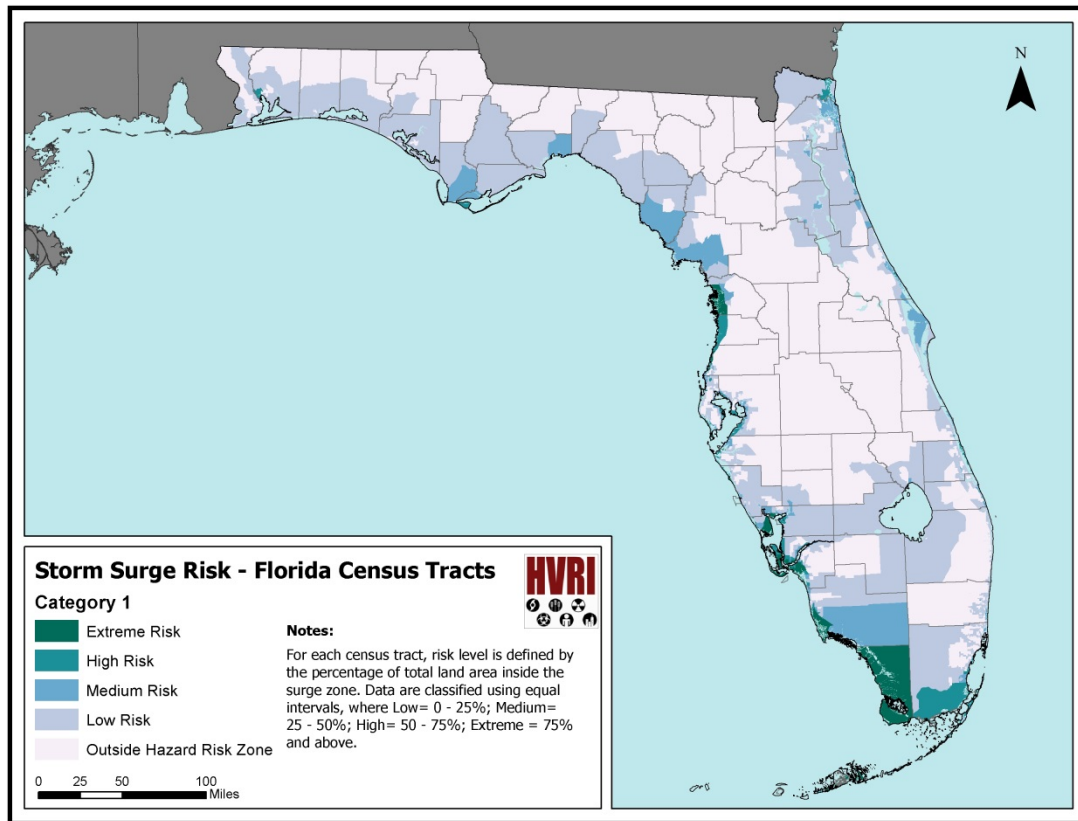 N
Storm Surge Risk - Florida Census Tracts
HVRI
Category 1
Extreme Risk
High Risk
Medium Risk
Low Risk
Outside Hazard Risk Zone
Notes:
For each census tract, risk level is defined by
the percentage of total land area inside the
surge zone. Data are classified using equal
intervals, where Low= 0 - 25%; Medium=
25 - 50%; High= 50 - 75%; Extreme = 75%
and above.
0 25 50 100
Miles